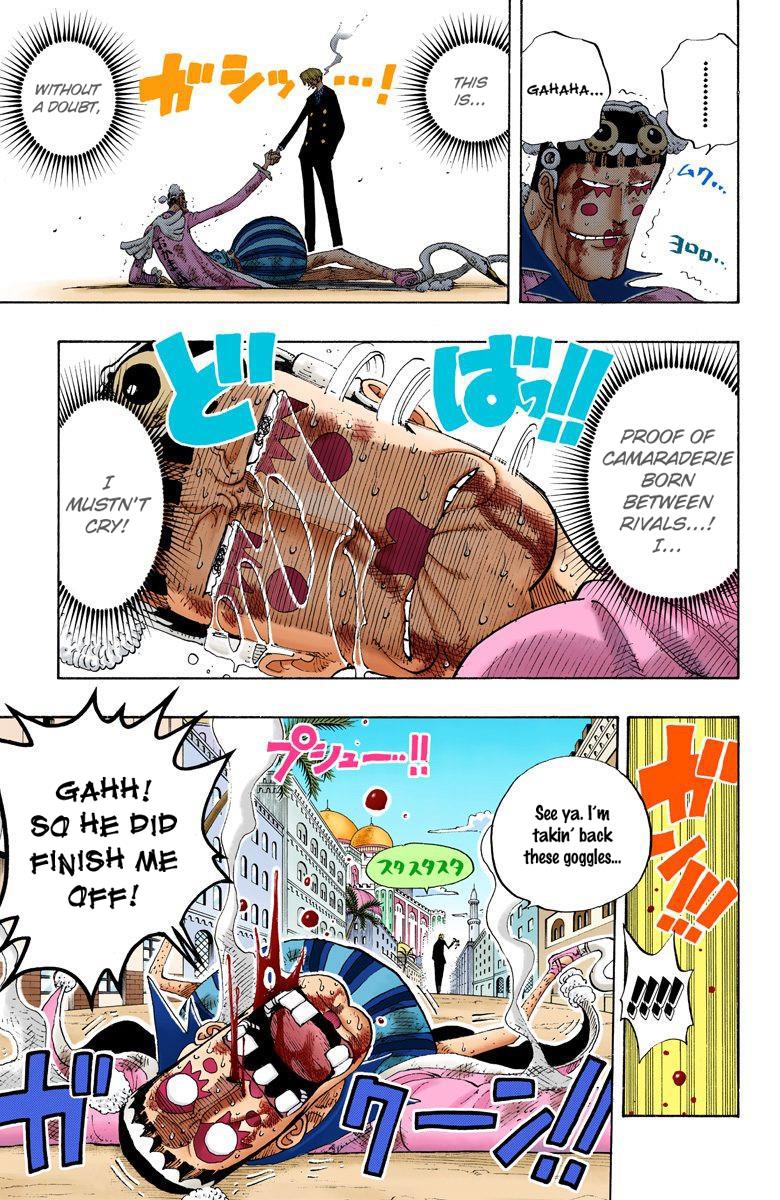 .........
GAHAHA...
ムク...
ヨロロ...
THIS
IS...
ガシッ...!
WITHOUT
A DOUBT,
PROOF OF
CAMARADERIE
BORN
BETWEEN
RIVALS...!
I...
どばっ!!
I
MUSTN'T
CRY!
ガン!!!
!!!!
See ya. I'm
takin' back
these goggles...
スタスタスタ
プシュー...!!
GAHH!
SO HE DID
FINISH ME
OFF!
ガクーン!!